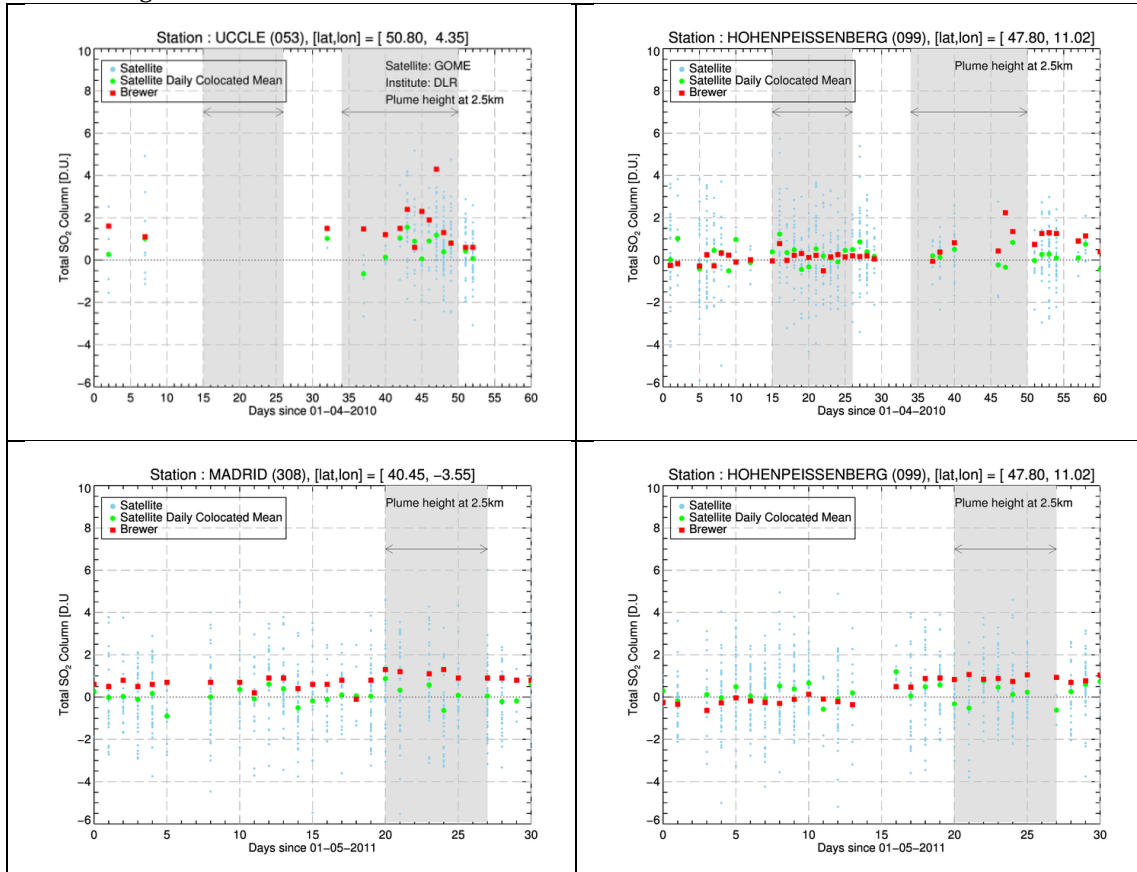 Station : UCCLE (053), [lat,lon] = [ 50.80, 4.35]
Satellite
Satellite Daily Colocated Mean
Brewer
Satellite: GOME
Institute: DLR
Plume height at 2.5km
Total SO2 Column [D.U.]
10
8
6
4
2
0
−2
−4
−6
0 5 10 15 20 25 30 35 40 45 50 55 60
Days since 01−04−2010
Station : HOHENPEISSENBERG (099), [lat,lon] = [ 47.80, 11.02]
Satellite
Satellite Daily Colocated Mean
Brewer
Plume height at 2.5km
Total SO2 Column [D.U.]
10
8
6
4
2
0
−2
−4
−6
0 5 10 15 20 25 30 35 40 45 50 55 60
Days since 01−04−2010
Station : MADRID (308), [lat,lon] = [ 40.45, −3.55]
Satellite
Satellite Daily Colocated Mean
Brewer
Plume height at 2.5km
Total SO2 Column [D.U
10
8
6
4
2
0
−2
−4
−6
0 5 10 15 20 25 30
Days since 01−05−2011
Station : HOHENPEISSENBERG (099), [lat,lon] = [ 47.80, 11.02]
Satellite
Satellite Daily Colocated Mean
Brewer
Plume height at 2.5km
Total SO2 Column [D.U.]
10
8
6
4
2
0
−2
−4
−6
0 5 10 15 20 25 30
Days since 01−05−2011